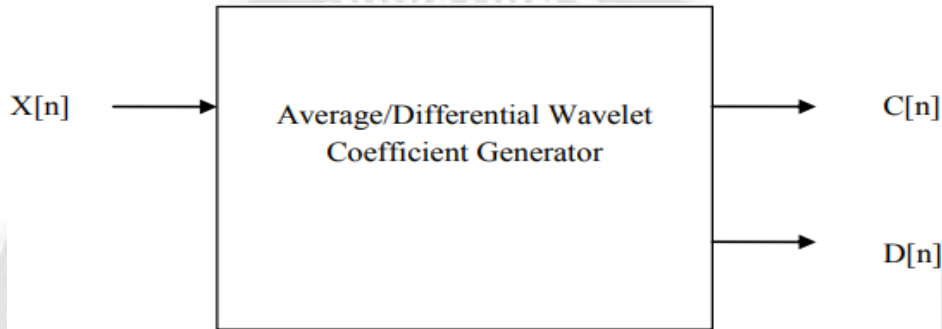 X[n]
Average/Differential Wavelet
Coefficient Generator
C[n]
D[n]